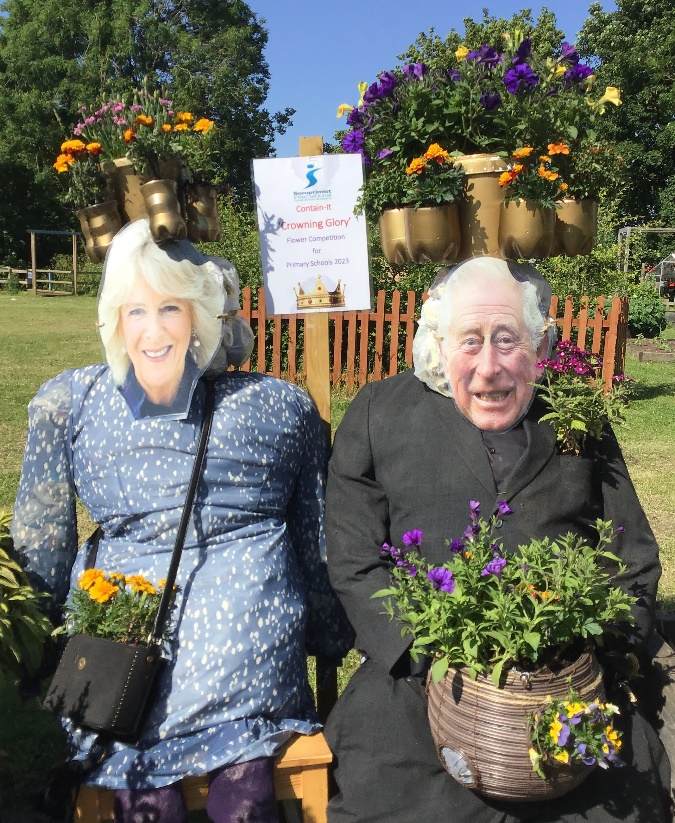 Soroptimist
Contain-It
'Crowning Glory'
Flower Competition
for
Primary Schools 2023